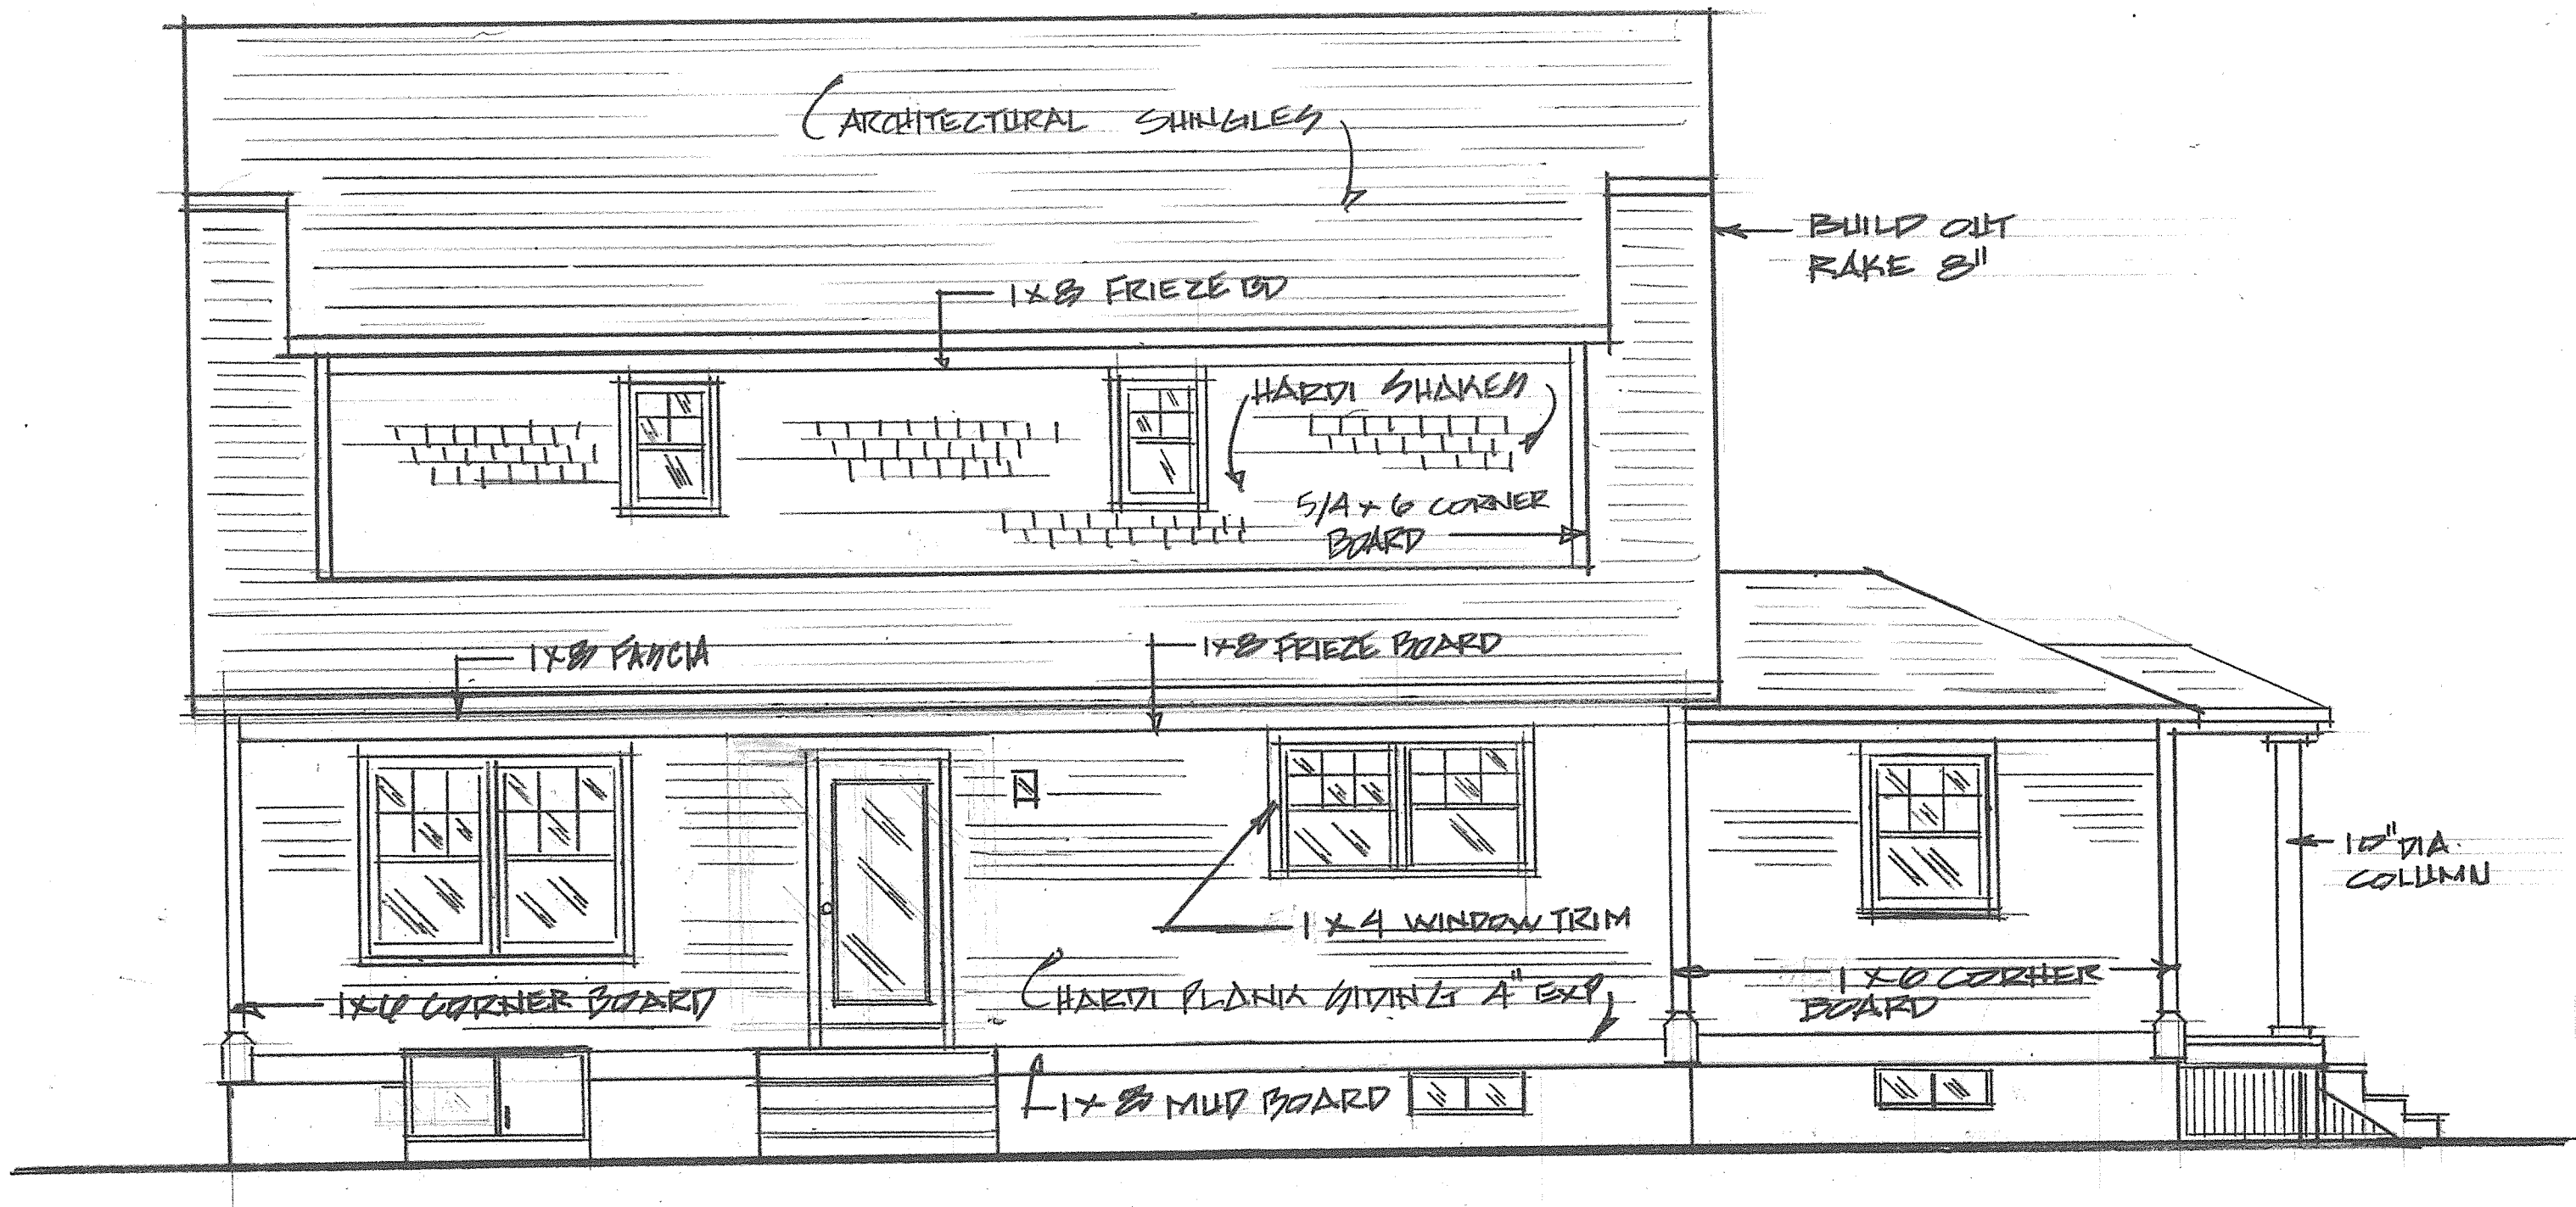 ARCHITECTURAL SHINGLES
BUILD OUT
RAKE 8"
1x8 FRIEZE BD
HARDI SHAKES
5/4 x 6 CORNER
BOARD
1x8 FASCIA
1x8 FRIEZE BOARD
10" DIA.
COLUMN
1 x 4 WINDOW TRIM
1x6 CORNER BOARD
HARDI PLANK SIDING 4" EXP.
1 x 6 CORNER
BOARD
1 x 8 MUD BOARD